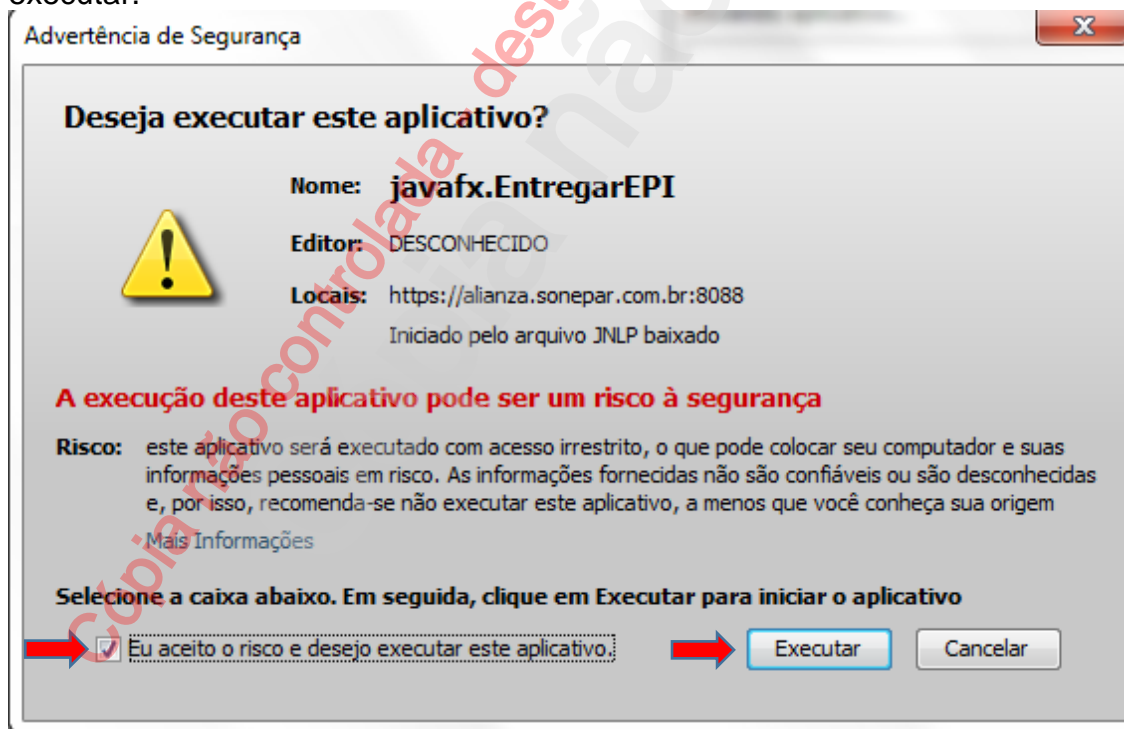 executar.
Advertência de Segurança
Deseja executar este aplicativo?
Nome: javafx.EntregarEPI
Editor: DESCONHECIDO
Locais: https://alianza.sonepar.com.br:8088
Iniciado pelo arquivo JNLP baixado
A execução deste aplicativo pode ser um risco à segurança
Risco: este aplicativo será executado com acesso irrestrito, o que pode colocar seu computador e suas
informações pessoais em risco. As informações fornecidas não são confiáveis ou são desconhecidas
e, por isso, recomenda-se não executar este aplicativo, a menos que você conheça sua origem
Mais Informações
Selecione a caixa abaixo. Em seguida, clique em Executar para iniciar o aplicativo
Eu aceito o risco e desejo executar este aplicativo.
Executar Cancelar
Cópia não controlada - des